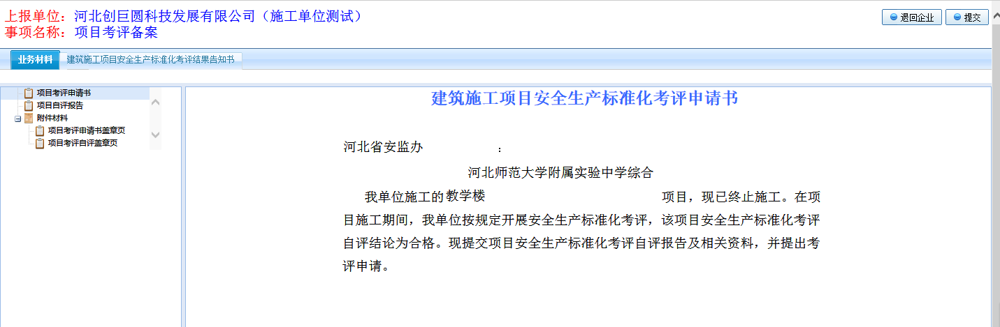 上报单位：河北创巨圆科技发展有限公司（施工单位测试）
退回企业 提交
事项名称：项目考评备案
业务材料 建筑施工项目安全生产标准化考评结果告知书
项目考评申请书
项目自评报告
附件材料
项目考评申请书盖章页
项目考评自评盖章页
建筑施工项目安全生产标准化考评申请书
河北省安监办 ：
河北师范大学附属实验中学综合
我单位施工的 教学楼 项目，现已终止施工。在项
目施工期间，我单位按规定开展安全生产标准化考评，该项目安全生产标准化考评
自评结论为合格。现提交项目安全生产标准化考评自评报告及相关资料，并提出考
评申请。